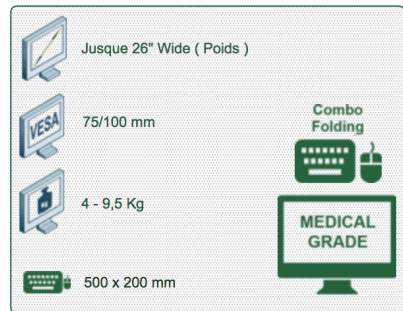 Jusque 26" Wide ( Poids )
VESA
75/100 mm
4 - 9,5 Kg
500 x 200 mm
Combo
Folding
MEDICAL
GRADE